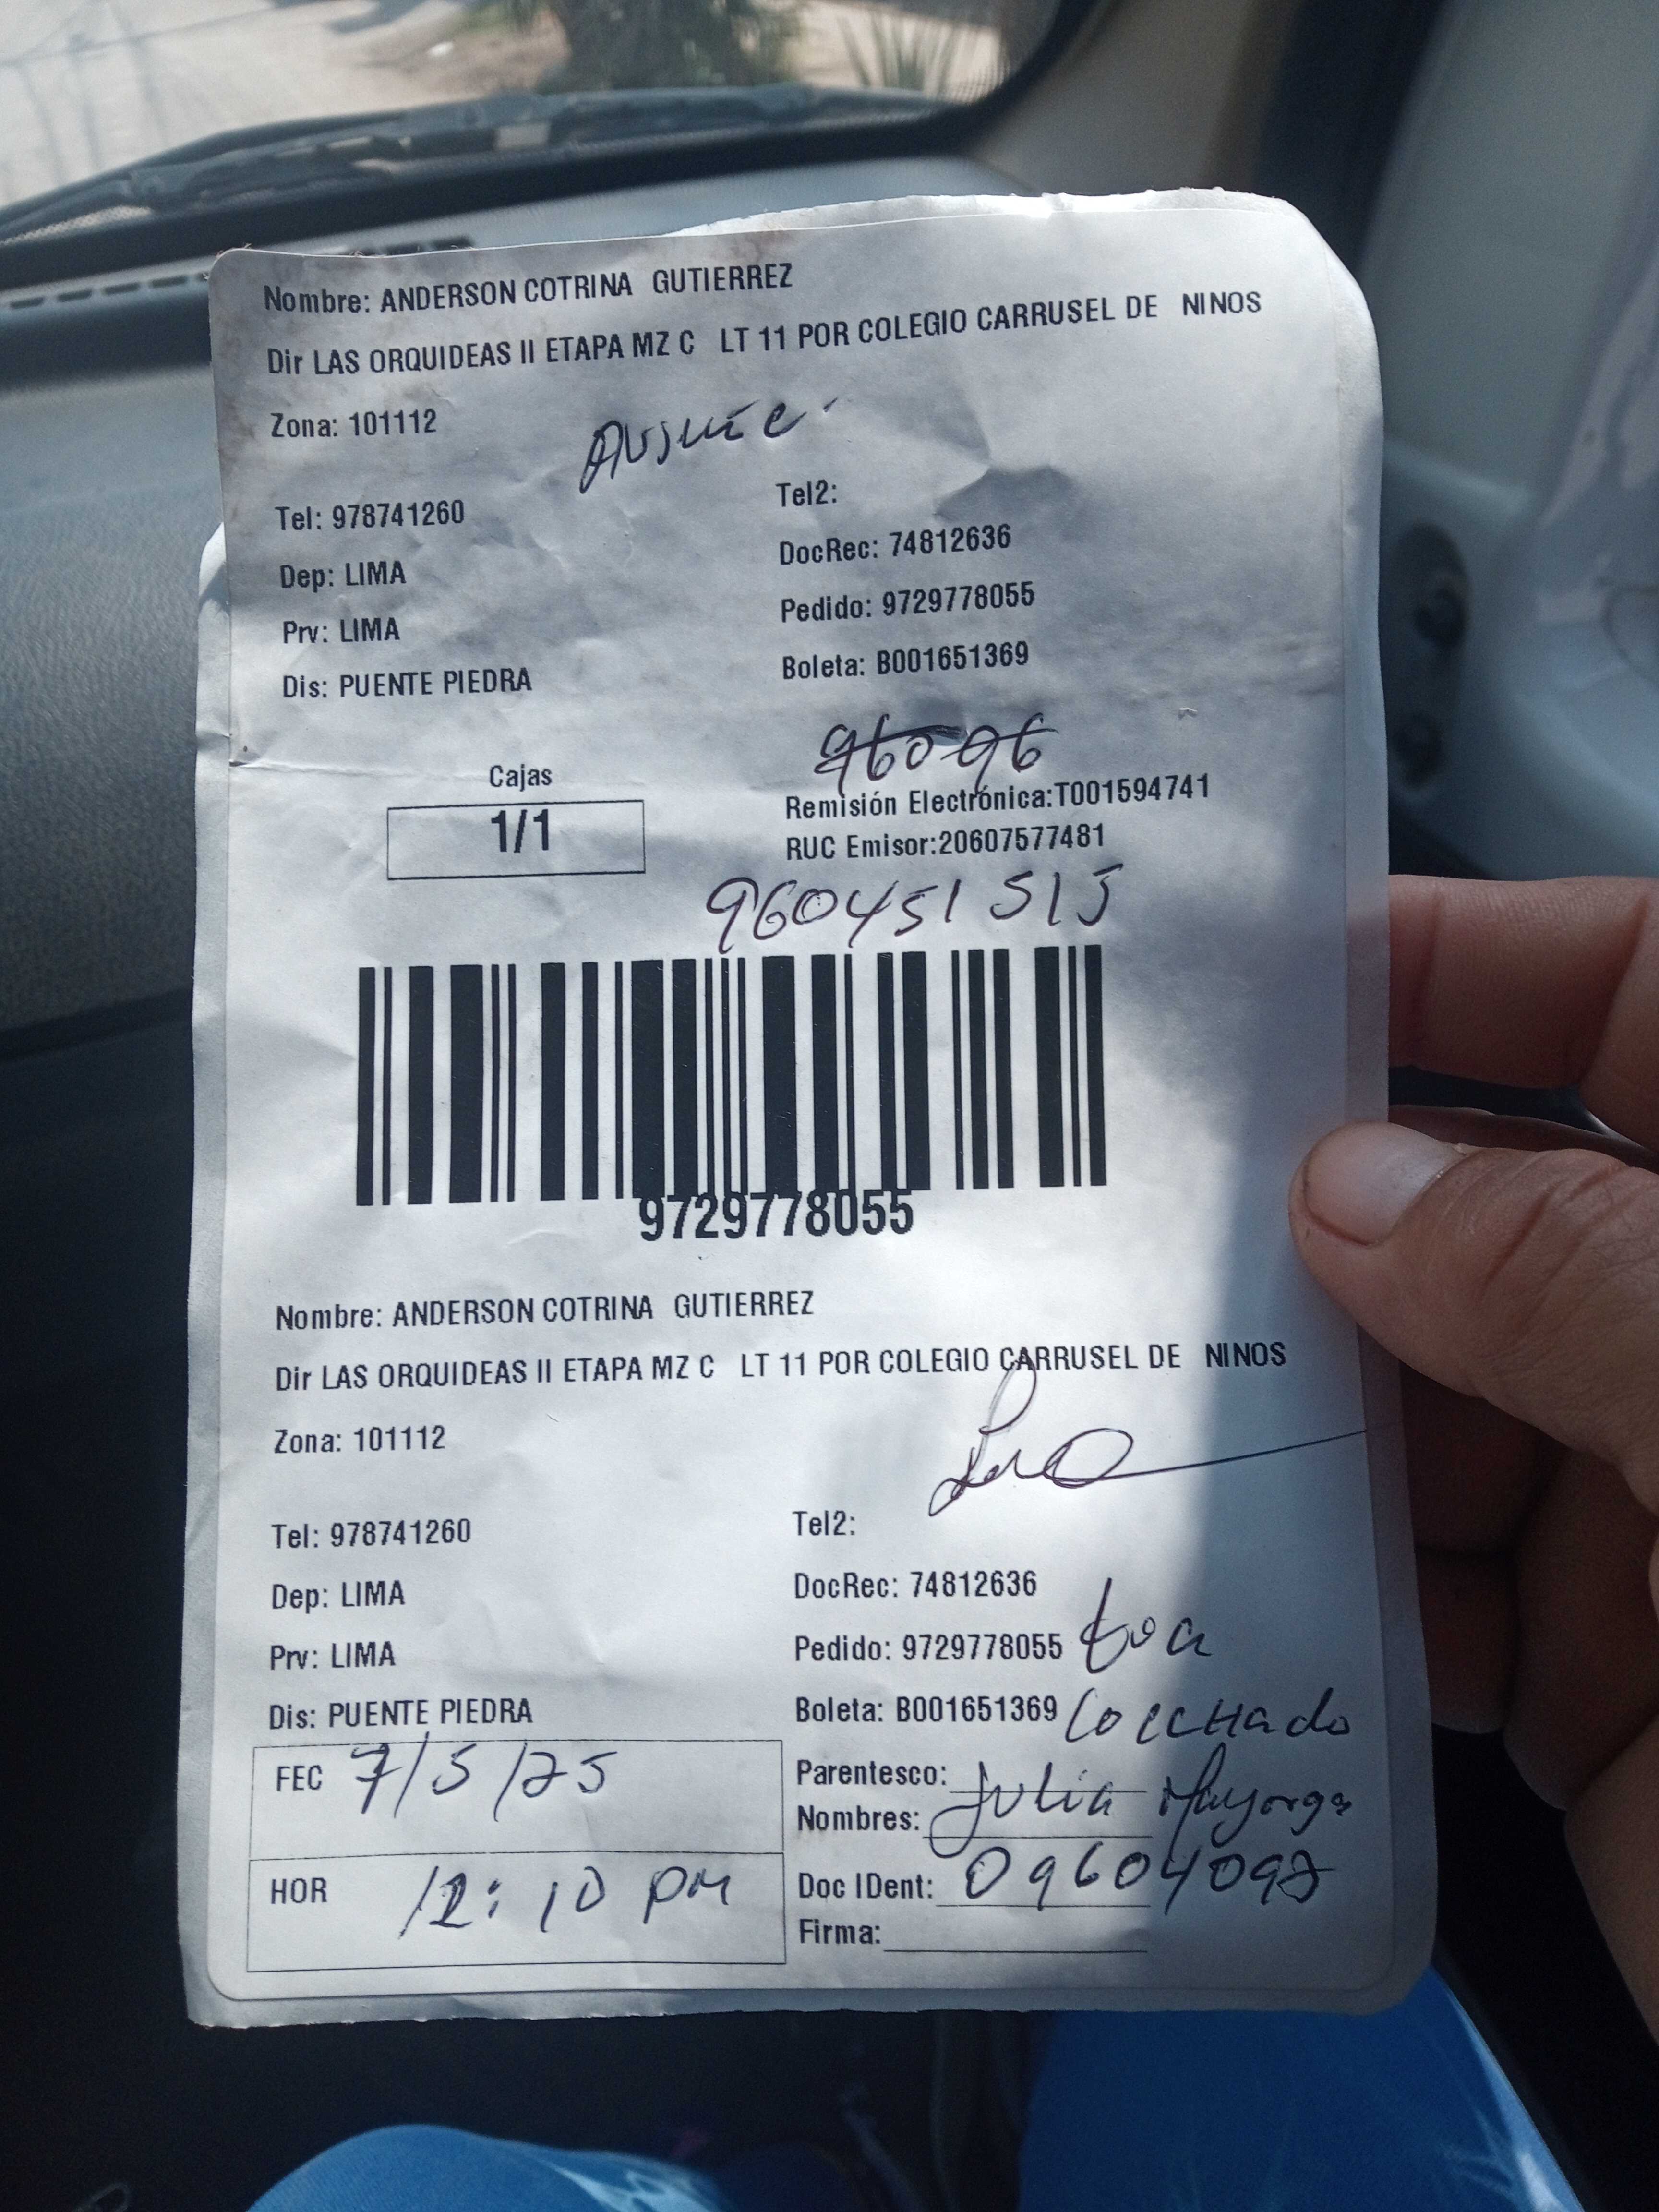 Nombre: ANDERSON COTRINA GUTIERREZ
Dir LAS ORQUIDEAS II ETAPA MZ C LT 11 POR COLEGIO CARRUSEL DE NINOS
Zona: 101112
Tel: 978741260
Tel2:
Dep: LIMA
DocRec: 74812636
Prv: LIMA
Pedido: 9729778055
Dis: PUENTE PIEDRA
Boleta: B001651369
96096
Cajas
1/1
Remisión Electrónica:T001594741
RUC Emisor:20607577481
960451515
9729778055
Nombre: ANDERSON COTRINA GUTIERREZ
Dir LAS ORQUIDEAS II ETAPA MZ C LT 11 POR COLEGIO CARRUSEL DE NINOS
Zona: 101112
Tel: 978741260
Tel2:
Dep: LIMA
DocRec: 74812636
Prv: LIMA
Pedido: 9729778055
Dis: PUENTE PIEDRA
Boleta: B001651369
FEC 7/5/25
Parentesco:
Nombres: Julia Mayorga
HOR 12:10 PM
Doc IDent: 09604098
Firma: